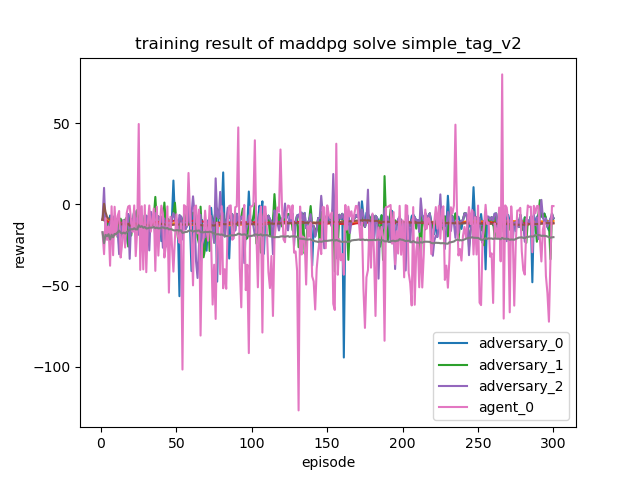 training result of maddpg solve simple_tag_v2
50
0
−50
−100
reward
0
50
100
150
200
250
300
episode
adversary_0
adversary_1
adversary_2
agent_0